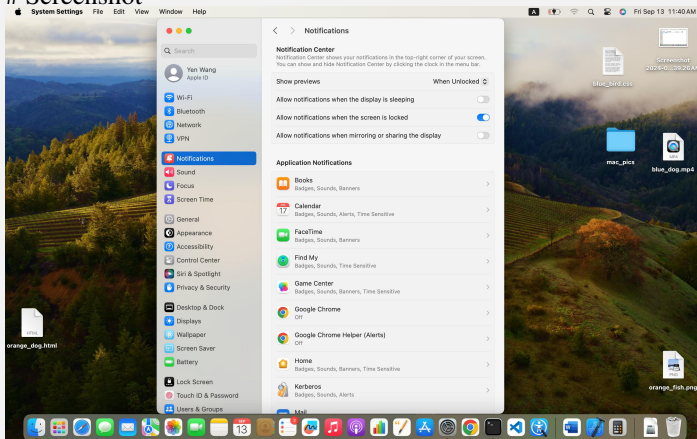 # Screenshot
System Settings File Edit View Window Help
A
Fri Sep 13 11:40 AM
Search
Yen Wang
Apple ID
Wi-Fi
Bluetooth
Network
VPN
Notifications
Sound
Focus
Screen Time
General
Appearance
Accessibility
Control Center
Siri & Spotlight
Privacy & Security
Desktop & Dock
Displays
Wallpaper
Screen Saver
Battery
Lock Screen
Touch ID & Password
Users & Groups
Notifications
Notification Center
Notification Center shows your notifications in the top-right corner of your screen.
You can show and hide Notification Center by clicking the clock in the menu bar.
Show previews When Unlocked
Allow notifications when the display is sleeping
Allow notifications when the screen is locked
Allow notifications when mirroring or sharing the display
Application Notifications
Books
Badges, Sounds, Banners
17
Calendar
Badges, Sounds, Alerts, Time Sensitive
FaceTime
Badges, Sounds, Banners
Find My
Badges, Sounds, Time Sensitive
Game Center
Badges, Sounds, Banners, Time Sensitive
Google Chrome
Off
Google Chrome Helper (Alerts)
Off
Home
Badges, Sounds, Banners, Time Sensitive
Kerberos
Badges, Sounds, Alerts
Mail
Screenshot
blue_bird.ess
mac_pics
MP4
blue_dog.mp4
HTML
orange_dog.html
PNG
orange_fish.png
SEP
13